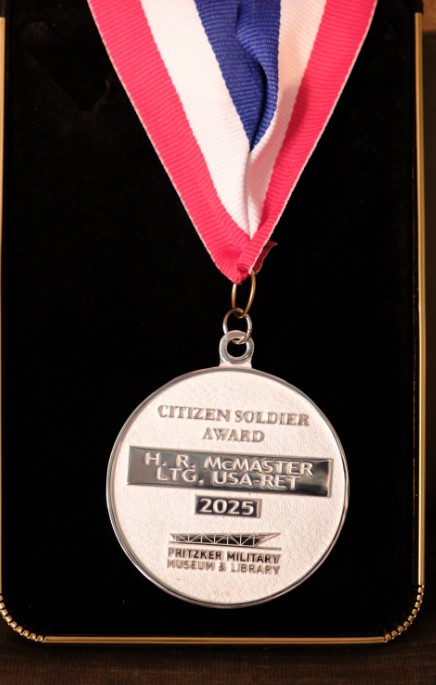 CITIZEN SOLDIER
AWARD
H. R. McMASTER
LTG, USA-RET
2025
PRITZKER MILITARY
MUSEUM & LIBRARY